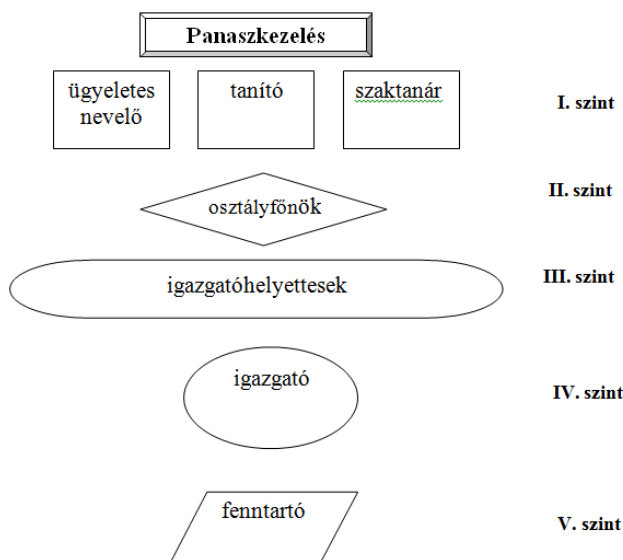 Panaszkezelés
ügyeletes
nevelő
tanító
szaktanár
I. szint
osztályfőnök
II. szint
igazgatóhelyettesek
III. szint
igazgató
IV. szint
fenntartó
V. szint